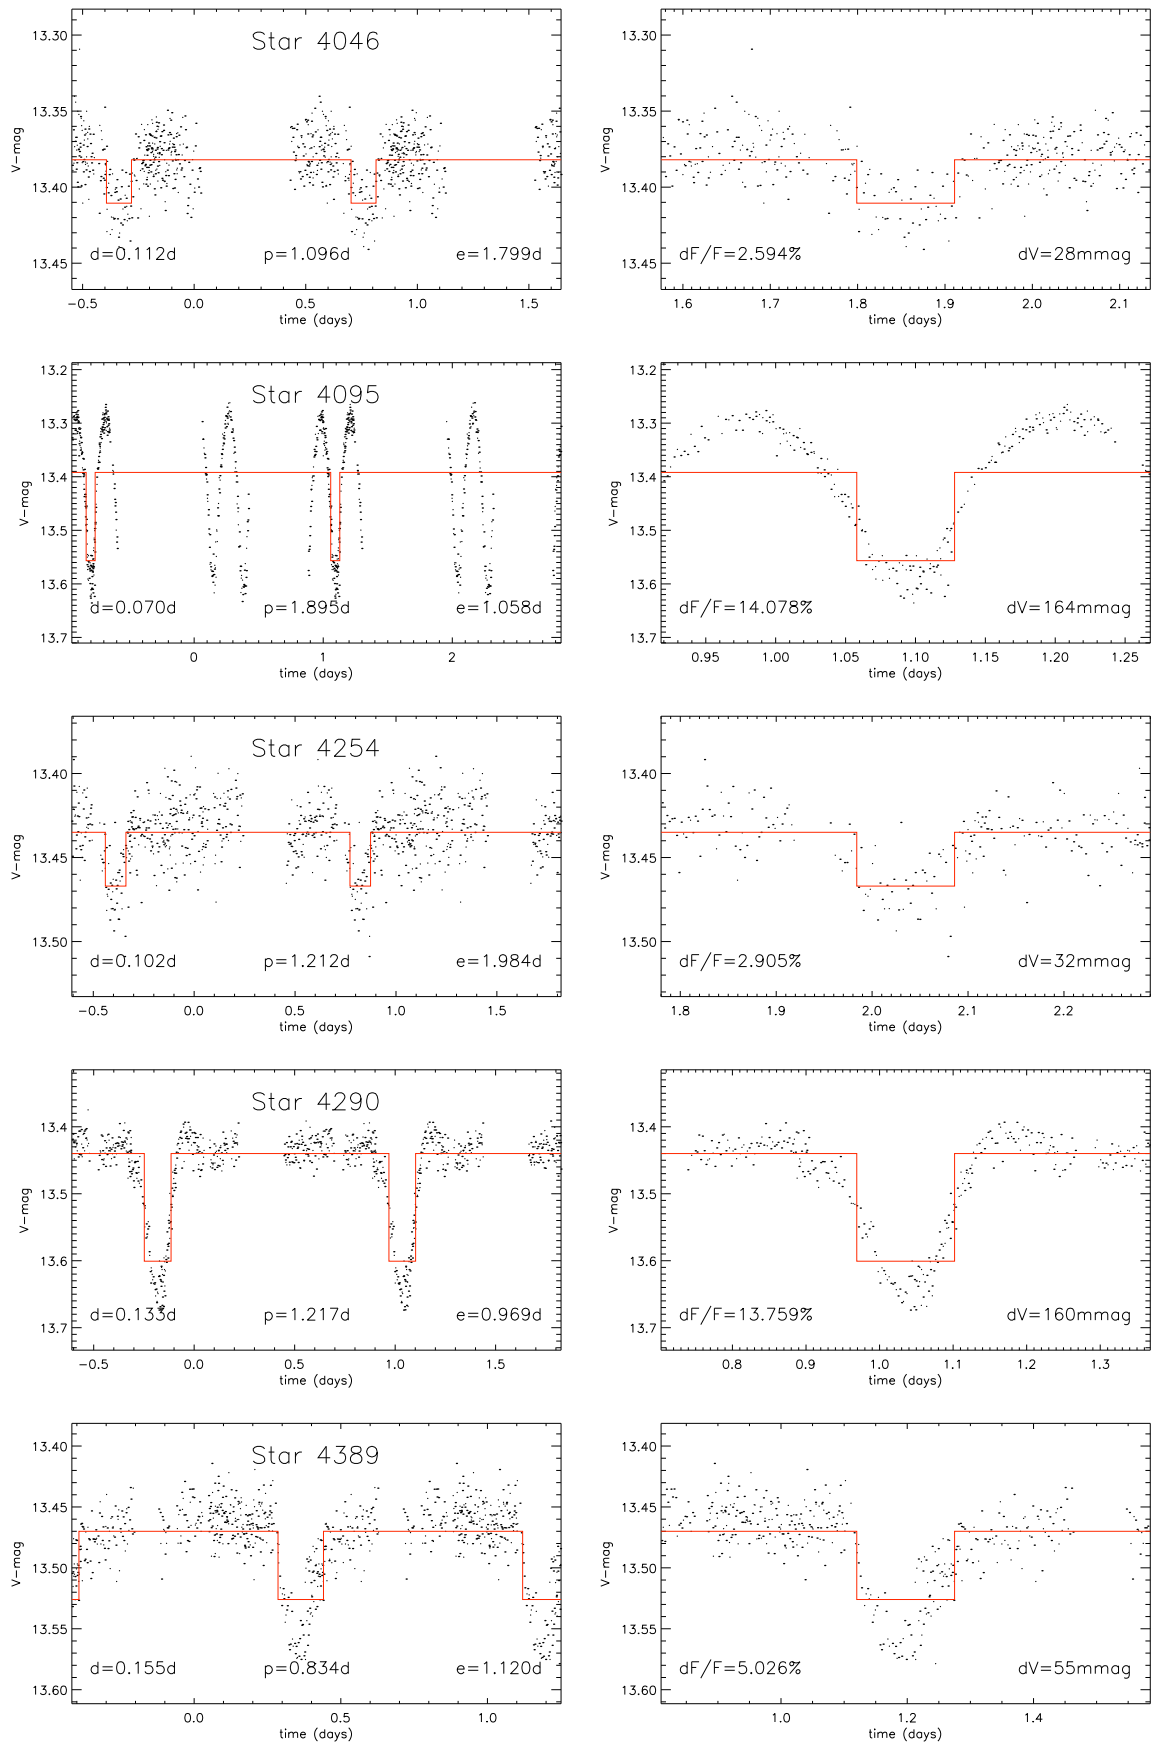 Star 4046
V-mag
13.30
13.35
13.40
13.45
d=0.112d p=1.096d e=1.799d
-0.5 0.0 0.5 1.0 1.5
time (days)
V-mag
13.30
13.35
13.40
13.45
dF/F=2.594% dV=28mmag
1.6 1.7 1.8 1.9 2.0 2.1
time (days)
Star 4095
V-mag
13.2
13.3
13.4
13.5
13.6
13.7
d=0.070d p=1.895d e=1.058d
0 1 2
time (days)
V-mag
13.2
13.3
13.4
13.5
13.6
13.7
dF/F=14.078% dV=164mmag
0.95 1.00 1.05 1.10 1.15 1.20 1.25
time (days)
Star 4254
V-mag
13.40
13.45
13.50
d=0.102d p=1.212d e=1.984d
-0.5 0.0 0.5 1.0 1.5
time (days)
V-mag
13.40
13.45
13.50
dF/F=2.905% dV=32mmag
1.8 1.9 2.0 2.1 2.2
time (days)
Star 4290
V-mag
13.4
13.5
13.6
13.7
d=0.133d p=1.217d e=0.969d
-0.5 0.0 0.5 1.0 1.5
time (days)
V-mag
13.4
13.5
13.6
13.7
dF/F=13.759% dV=160mmag
0.8 0.9 1.0 1.1 1.2 1.3
time (days)
Star 4389
V-mag
13.40
13.45
13.50
13.55
13.60
d=0.155d p=0.834d e=1.120d
0.0 0.5 1.0
time (days)
V-mag
13.40
13.45
13.50
13.55
13.60
dF/F=5.026% dV=55mmag
1.0 1.2 1.4
time (days)